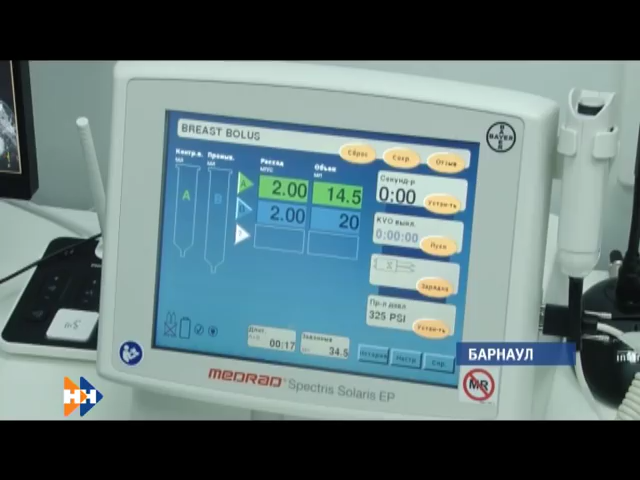 BREAST BOLUS
Сброс Сохр. Отзыв
BAYER
Контр.в. Промыв.
Расход Объем
Секунд-р
0:00
Устан-ть
A B
A 2.00 14.5
2.00 20
KVO выкл.
0:00:00
Пуск
Зарядка
Пр-л давл
325 PSI
Устан-ть
00:17
34.5
БАРНАУЛ
MEDRAD Spectris Solaris EP
MR
НН